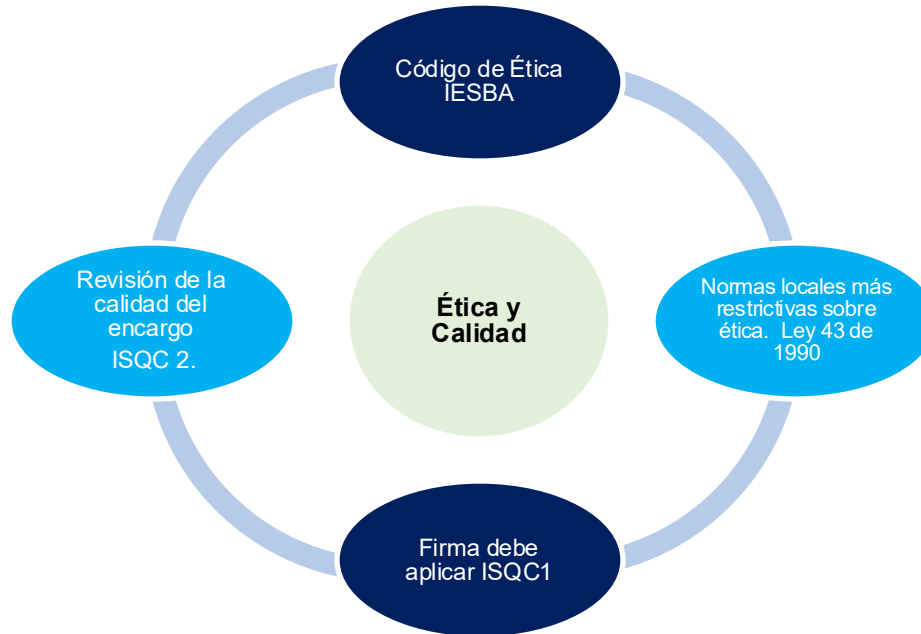 Código de Ética
IESBA
Revisión de la
calidad del
encargo
ISQC 2.
Ética y
Calidad
Normas locales más
restrictivas sobre
ética. Ley 43 de
1990
Firma debe
aplicar ISQC1